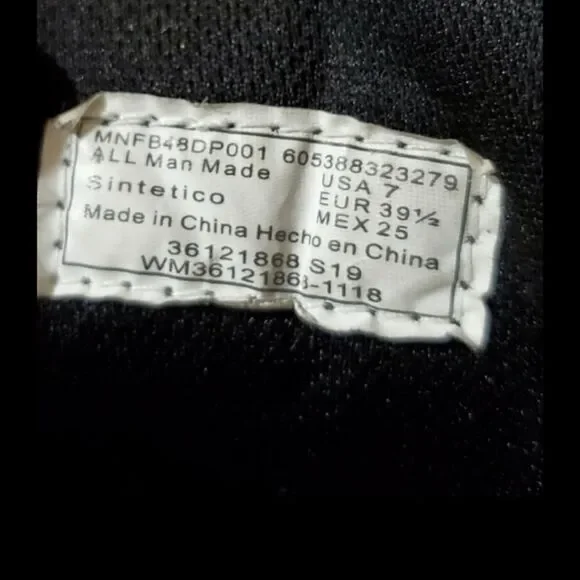 MNFB48DP001 605388323279
ALL Man Made USA 7
Sintetico EUR 39½
MEX 25
Made in China Hecho en China
36121868 S19
WM36121868-1118